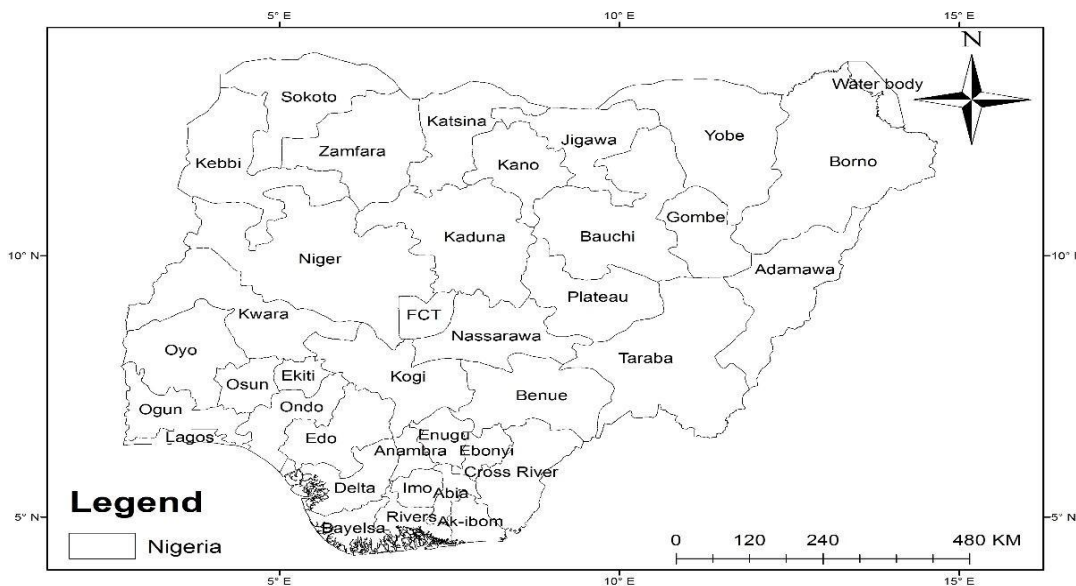 5° E 10° E 15° E
N
Water body
Sokoto
Katsina
Yobe
Jigawa
Zamfara
Kano
Borno
Kebbi
Gombe
Kaduna
Bauchi
10° N
Niger
10° N
Adamawa
Plateau
FCT
Kwara
Nassarawa
Oyo
Taraba
Ekiti
Kogi
Osun
Benue
Ogun
Ondo
Lagos
Edo
Enugu
Anambra
Ebonyi
Cross River
Delta
Imo
Abia
Legend
Rivers
Ak-ibom
5° N
Bayelsa
5° N
Nigeria
0 120 240 480 KM
5° E 10° E 15° E